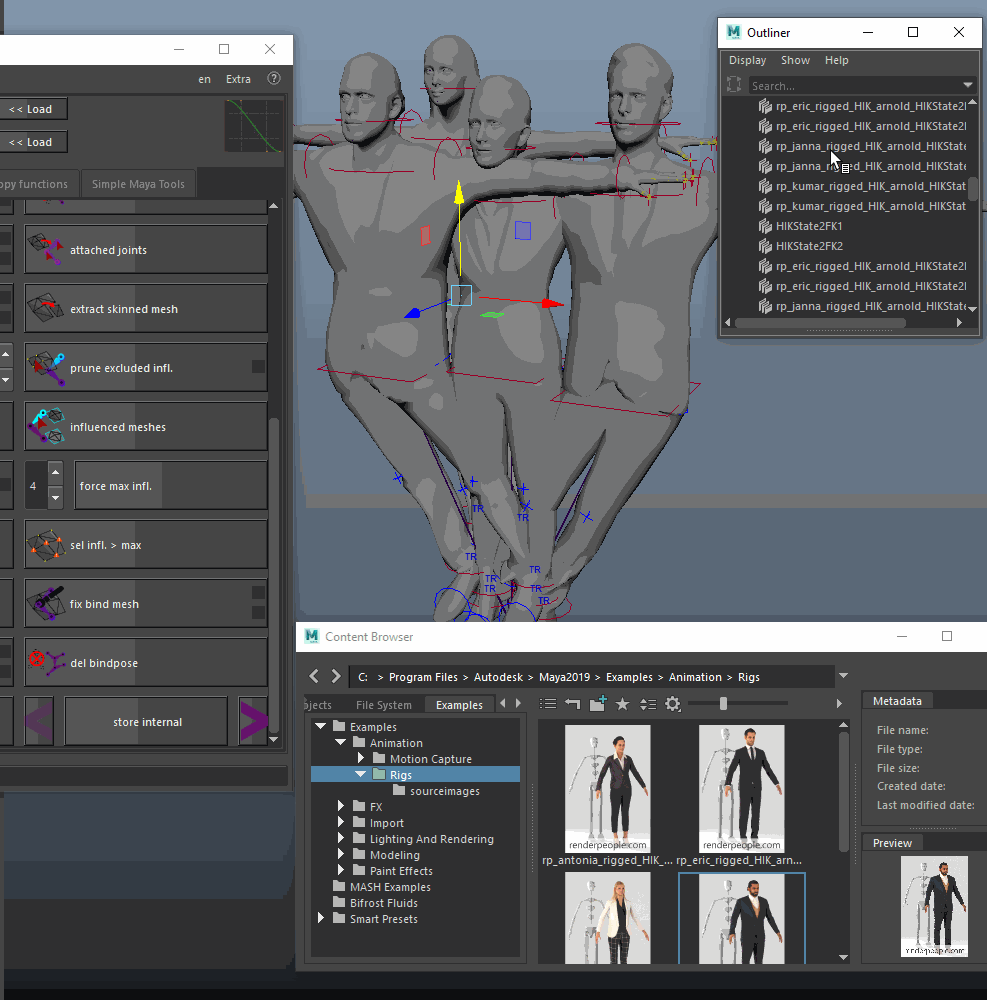 en Extra ?
<< Load
<< Load
opy functions
Simple Maya Tools
attached joints
extract skinned mesh
prune excluded infl.
influenced meshes
4
force max infl.
sel infl. > max
fix bind mesh
del bindpose
store internal
Outliner
Display Show Help
Search...
rp_eric_rigged_HIK_arnold_HIKState2I
rp_eric_rigged_HIK_arnold_HIKState2I
rp_janna_rigged_HIK_arnold_HIKState
rp_janna_rigged_HIK_arnold_HIKState
rp_kumar_rigged_HIK_arnold_HIKStat
rp_kumar_rigged_HIK_arnold_HIKStat
HIKState2FK1
HIKState2FK2
rp_eric_rigged_HIK_arnold_HIKState2I
rp_eric_rigged_HIK_arnold_HIKState2I
rp_janna_rigged_HIK_arnold_HIKState
TR
TR
TR
TR
TR
TR
TR
Content Browser
C: > Program Files > Autodesk > Maya2019 > Examples > Animation > Rigs
ojects File System Examples
Examples
Animation
Motion Capture
Rigs
sourceimages
FX
Import
Lighting And Rendering
Modeling
Paint Effects
MASH Examples
Bifrost Fluids
Smart Presets
renderpeople.com
rp_antonia_rigged_HIK_...
renderpeople.com
rp_eric_rigged_HIK_arn...
Metadata
File name:
File type:
File size:
Created date:
Last modified date:
Preview
renderpeople.com